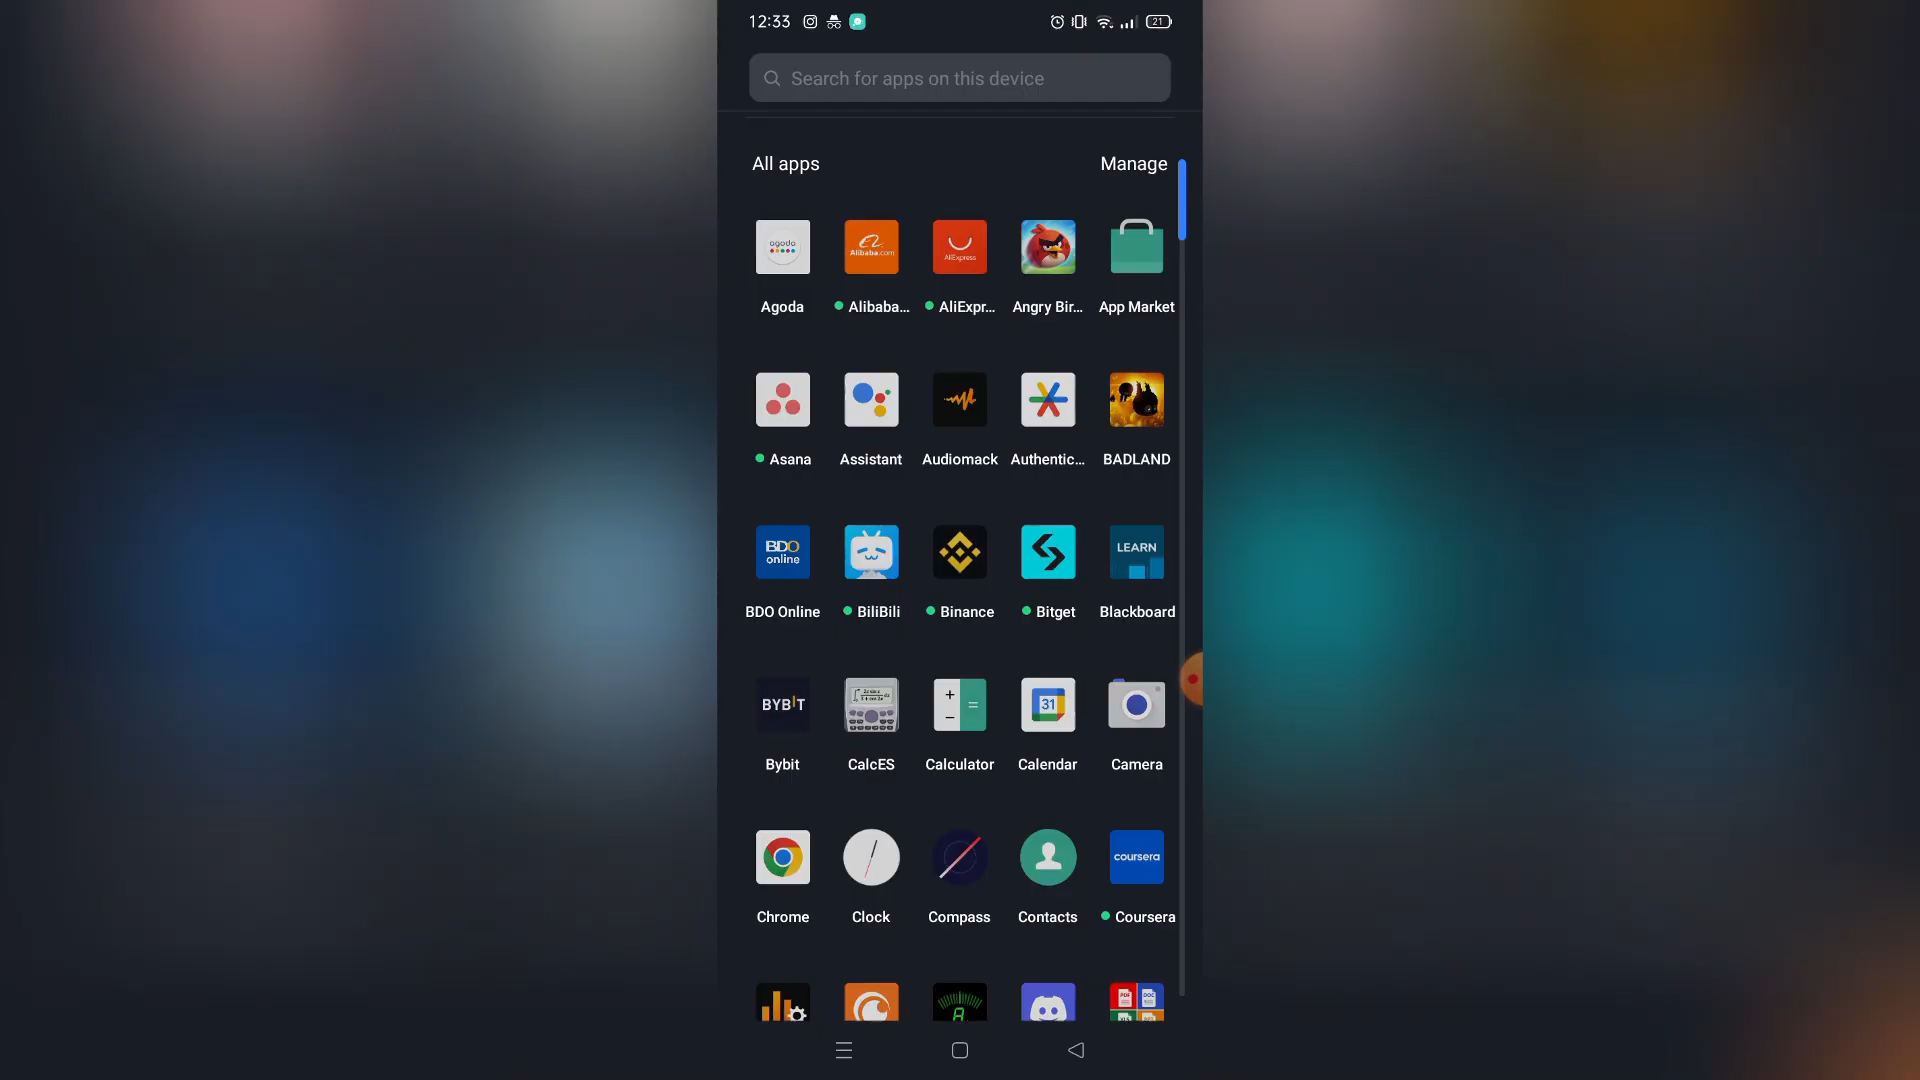 12:33 21
Search for apps on this device
All apps Manage
agoda Alibaba.com AliExpress
Agoda Alibaba... AliExpr... Angry Bir... App Market
Asana Assistant Audiomack Authentic... BADLAND
BDO online LEARN
BDO Online BiliBili Binance Bitget Blackboard
BYBIT + − = 31
Bybit CalcES Calculator Calendar Camera
coursera
Chrome Clock Compass Contacts Coursera
A PDF DOC